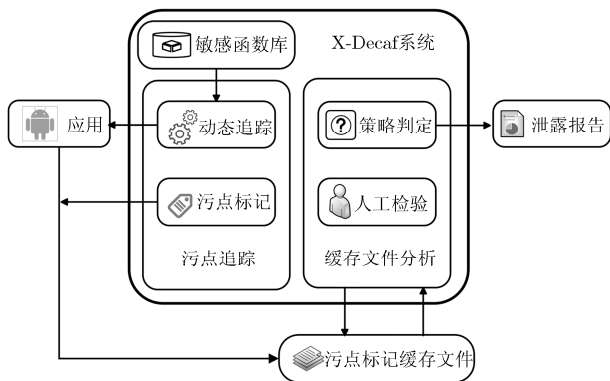 敏感函数库
X-Decaf系统
应用
动态追踪
策略判定
泄露报告
污点标记
人工检验
污点追踪
缓存文件分析
污点标记缓存文件